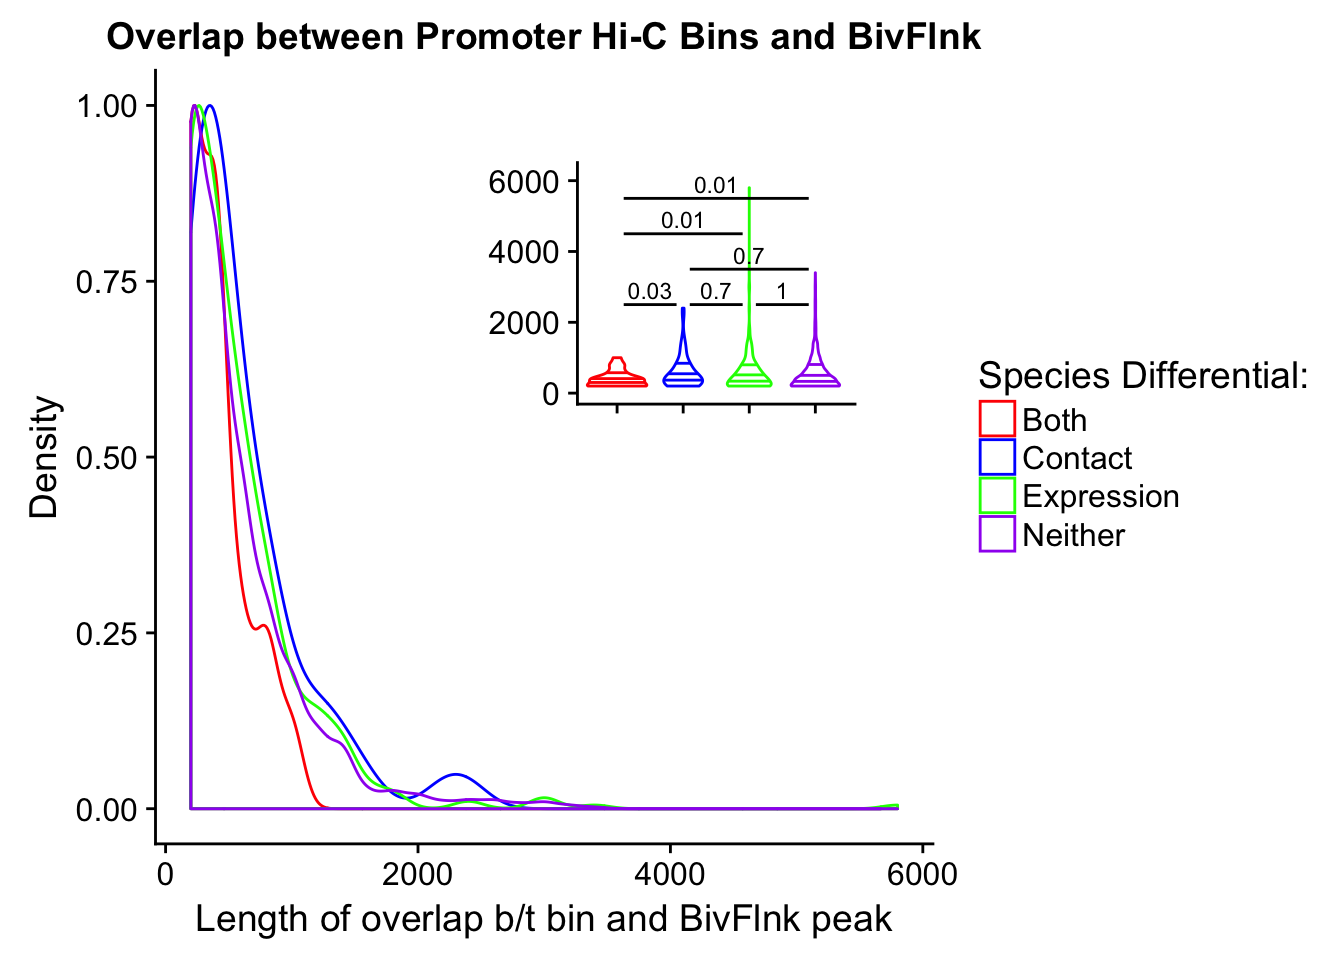 Overlap between Promoter Hi-C Bins and BivFlnk
1.00
0.75
0.50
0.25
0.00
Density
0
2000
4000
6000
Length of overlap b/t bin and BivFlnk peak
6000
4000
2000
0
0.01
0.01
0.7
0.03
0.7
1
Species Differential:
Both
Contact
Expression
Neither